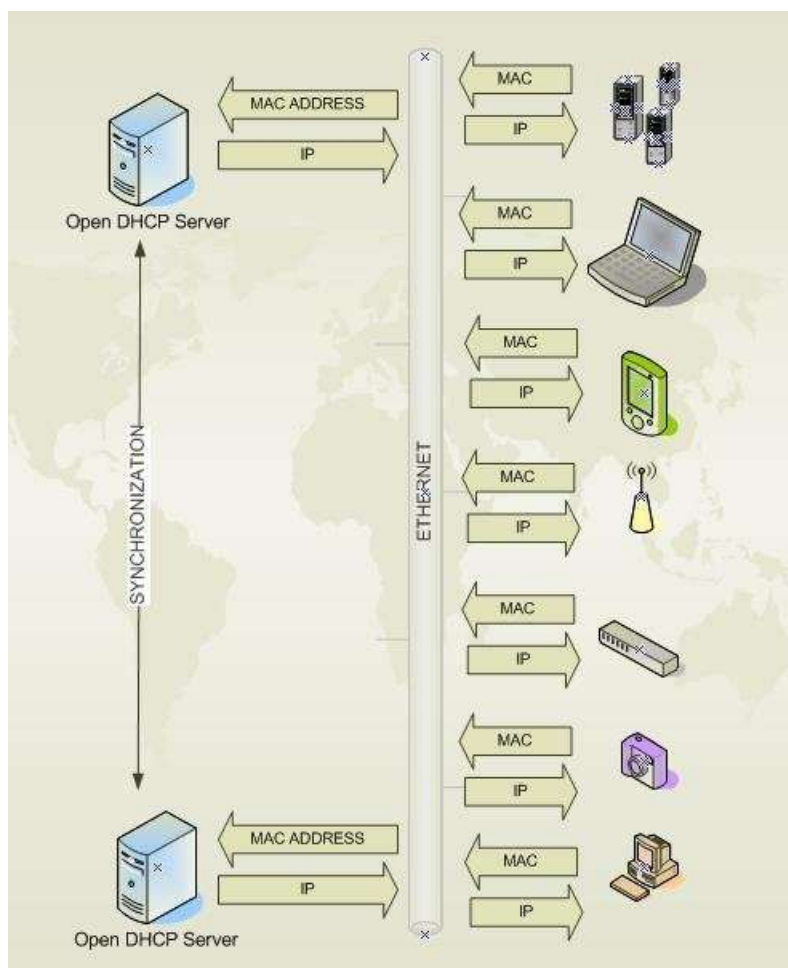 MAC
MAC ADDRESS
IP
IP
Open DHCP Server
MAC
IP
MAC
IP
SYNCHRONIZATION
ETHERNET
MAC
IP
MAC
IP
MAC
IP
MAC ADDRESS
MAC
IP
IP
Open DHCP Server